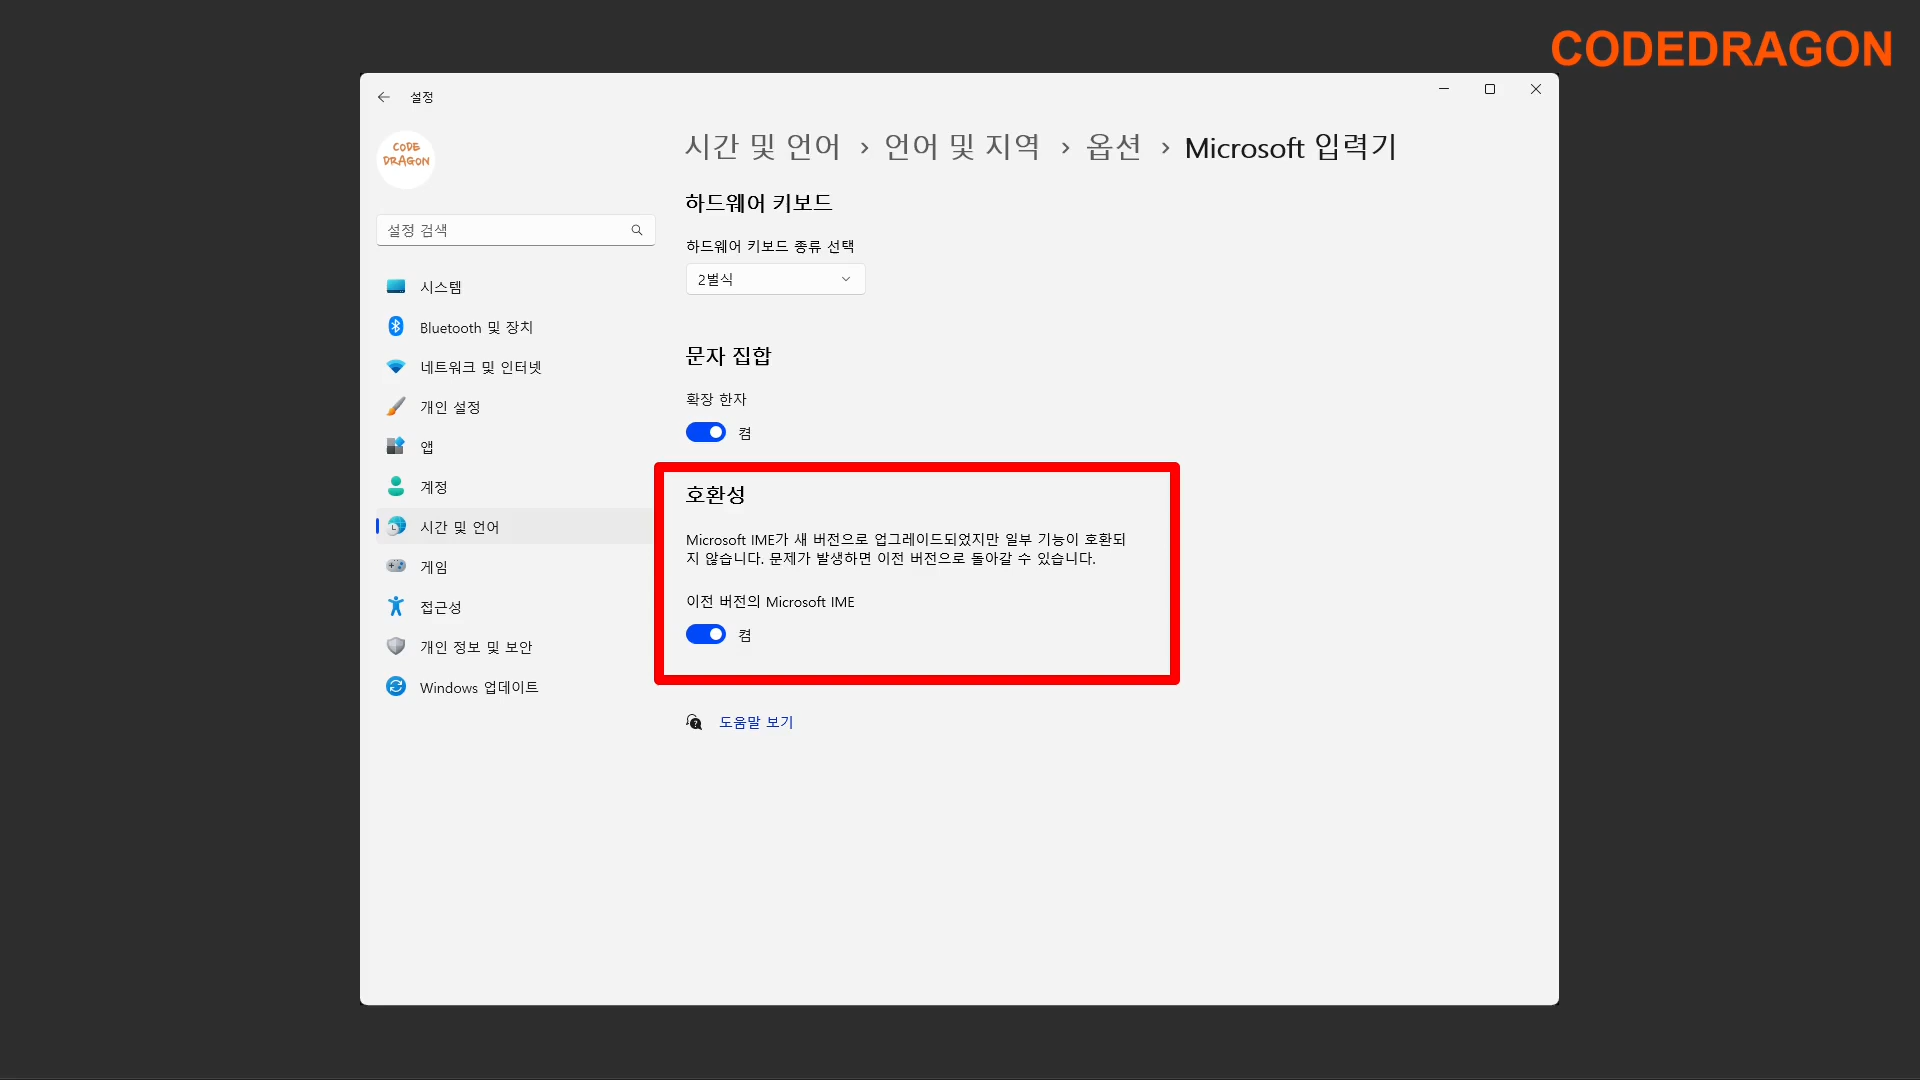 CODEDRAGON
설정
CODE
DRAGON
설정 검색
시스템
Bluetooth 및 장치
네트워크 및 인터넷
개인 설정
앱
계정
시간 및 언어
게임
접근성
개인 정보 및 보안
Windows 업데이트
시간 및 언어 › 언어 및 지역 › 옵션 › Microsoft 입력기
하드웨어 키보드
하드웨어 키보드 종류 선택
2벌식
문자 집합
확장 한자
켬
호환성
Microsoft IME가 새 버전으로 업그레이드되었지만 일부 기능이 호환되
지 않습니다. 문제가 발생하면 이전 버전으로 돌아갈 수 있습니다.
이전 버전의 Microsoft IME
켬
도움말 보기